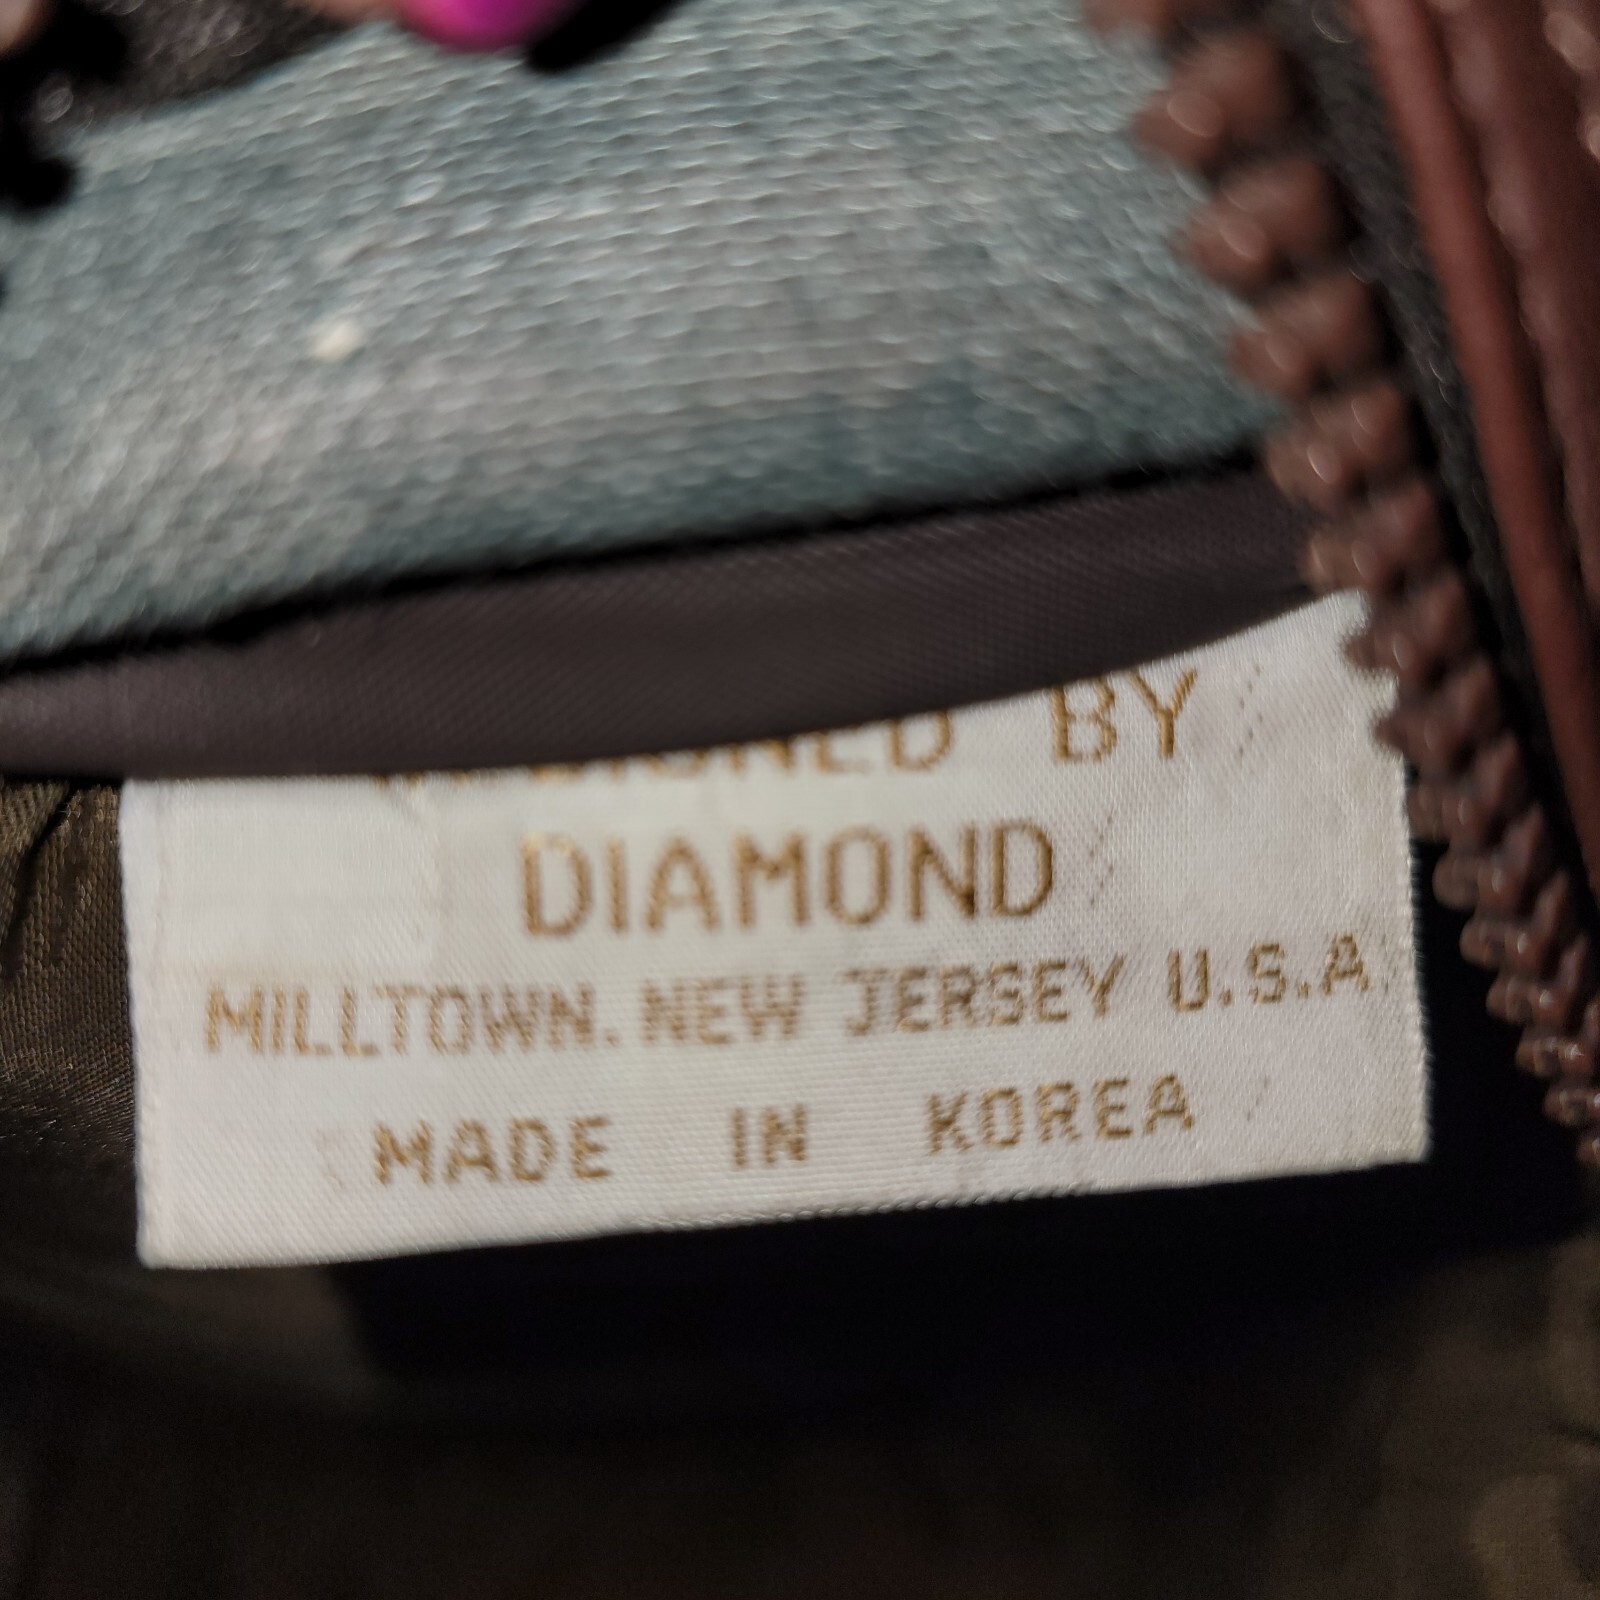 BY
DIAMOND
MILLTOWN. NEW JERSEY U.S.A
MADE IN KOREA